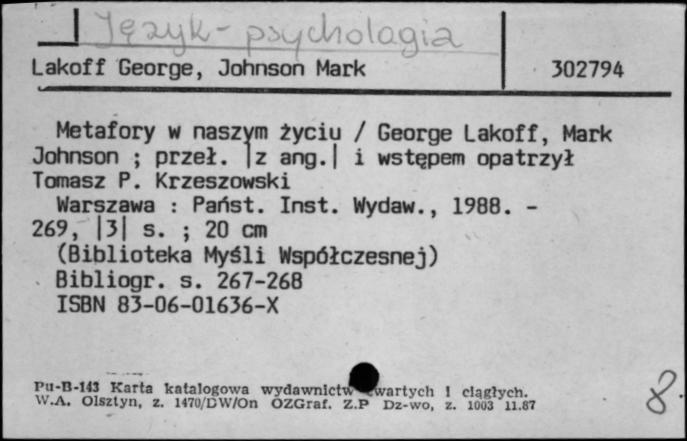 Język - psychologia
Lakoff George, Johnson Mark 302794
Metafory w naszym życiu / George Lakoff, Mark
Johnson ; przeł. |z ang.| i wstępem opatrzył
Tomasz P. Krzeszowski
Warszawa : Państ. Inst. Wydaw., 1988. -
269, |3| s. ; 20 cm
(Biblioteka Myśli Współczesnej)
Bibliogr. s. 267-268
ISBN 83-06-01636-X
Pu-B-143 Karta katalogowa wydawnictw zwartych i ciągłych.
W.A. Olsztyn, z. 1470/DW/On OZGraf. Z.P Dz-wo, z. 1003 11.87
8.